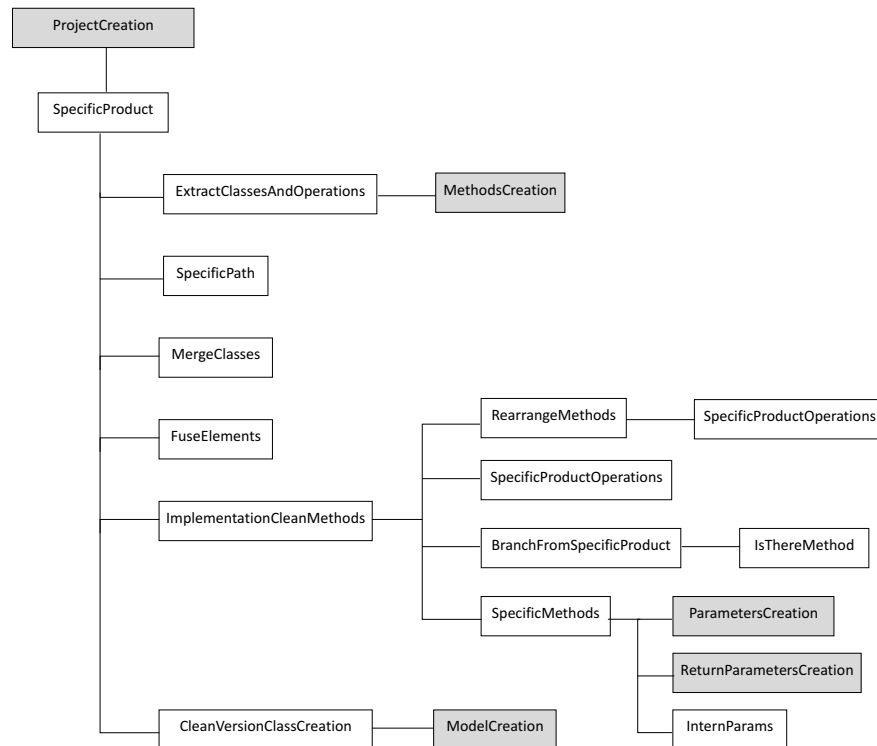 ProjectCreation
SpecificProduct
ExtractClassesAndOperations
MethodsCreation
SpecificPath
MergeClasses
RearrangeMethods
SpecificProductOperations
FuseElements
SpecificProductOperations
ImplementationCleanMethods
BranchFromSpecificProduct
IsThereMethod
SpecificMethods
ParametersCreation
ReturnParametersCreation
CleanVersionClassCreation
ModelCreation
InternParams